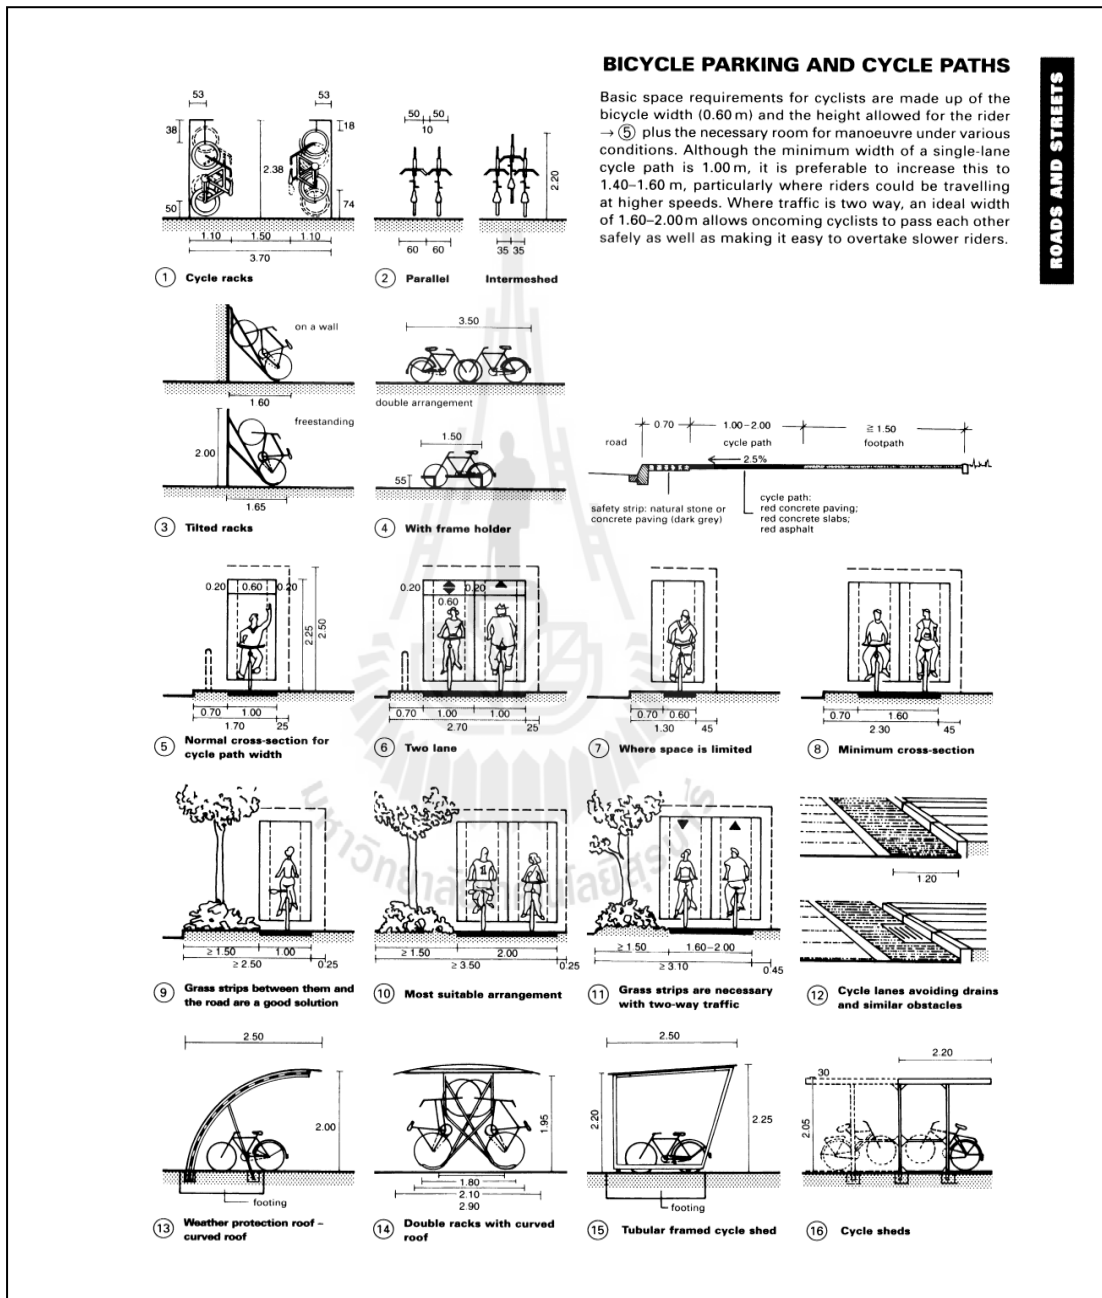 BICYCLE PARKING AND CYCLE PATHS
Basic space requirements for cyclists are made up of the
bicycle width (0.60 m) and the height allowed for the rider
→ ⑤ plus the necessary room for manoeuvre under various
conditions. Although the minimum width of a single-lane
cycle path is 1.00 m, it is preferable to increase this to
1.40–1.60 m, particularly where riders could be travelling
at higher speeds. Where traffic is two way, an ideal width
of 1.60–2.00 m allows oncoming cyclists to pass each other
safely as well as making it easy to overtake slower riders.
ROADS AND STREETS
53 53
38 18
2.38
50 74
1.10 1.50 1.10
3.70
① Cycle racks
50 50
10
2.20
60 60 35 35
② Parallel Intermeshed
on a wall
1 60
freestanding
2.00
1.65
③ Tilted racks
3.50
double arrangement
1.50
55
④ With frame holder
0.70 1.00–2.00 ≧ 1.50
road cycle path footpath
2.5%
safety strip: natural stone or
concrete paving (dark grey)
cycle path:
red concrete paving;
red concrete slabs;
red asphalt
0.20 0.60 0.20
2.25
2.50
0.70 1.00
1.70 25
⑤ Normal cross-section for
cycle path width
0.20 0.20
0.60
0.70 1.00 1.00
2.70 25
⑥ Two lane
0.70 0.60
1.30 45
⑦ Where space is limited
0.70 1.60
2 30 45
⑧ Minimum cross-section
≥ 1.50 1.00
≥ 2.50 0.25
⑨ Grass strips between them and
the road are a good solution
≥ 1.50 2.00
≥ 3.50 0.25
⑩ Most suitable arrangement
≥ 1 50 1.60–2.00
≥ 3.10 0.45
⑪ Grass strips are necessary
with two-way traffic
1 20
⑫ Cycle lanes avoiding drains
and similar obstacles
2.50
2.00
footing
⑬ Weather protection roof –
curved roof
1.95
1.80
2.10
2.90
⑭ Double racks with curved
roof
2.50
2.20
2.25
footing
⑮ Tubular framed cycle shed
2.20
30
2.05
⑯ Cycle sheds